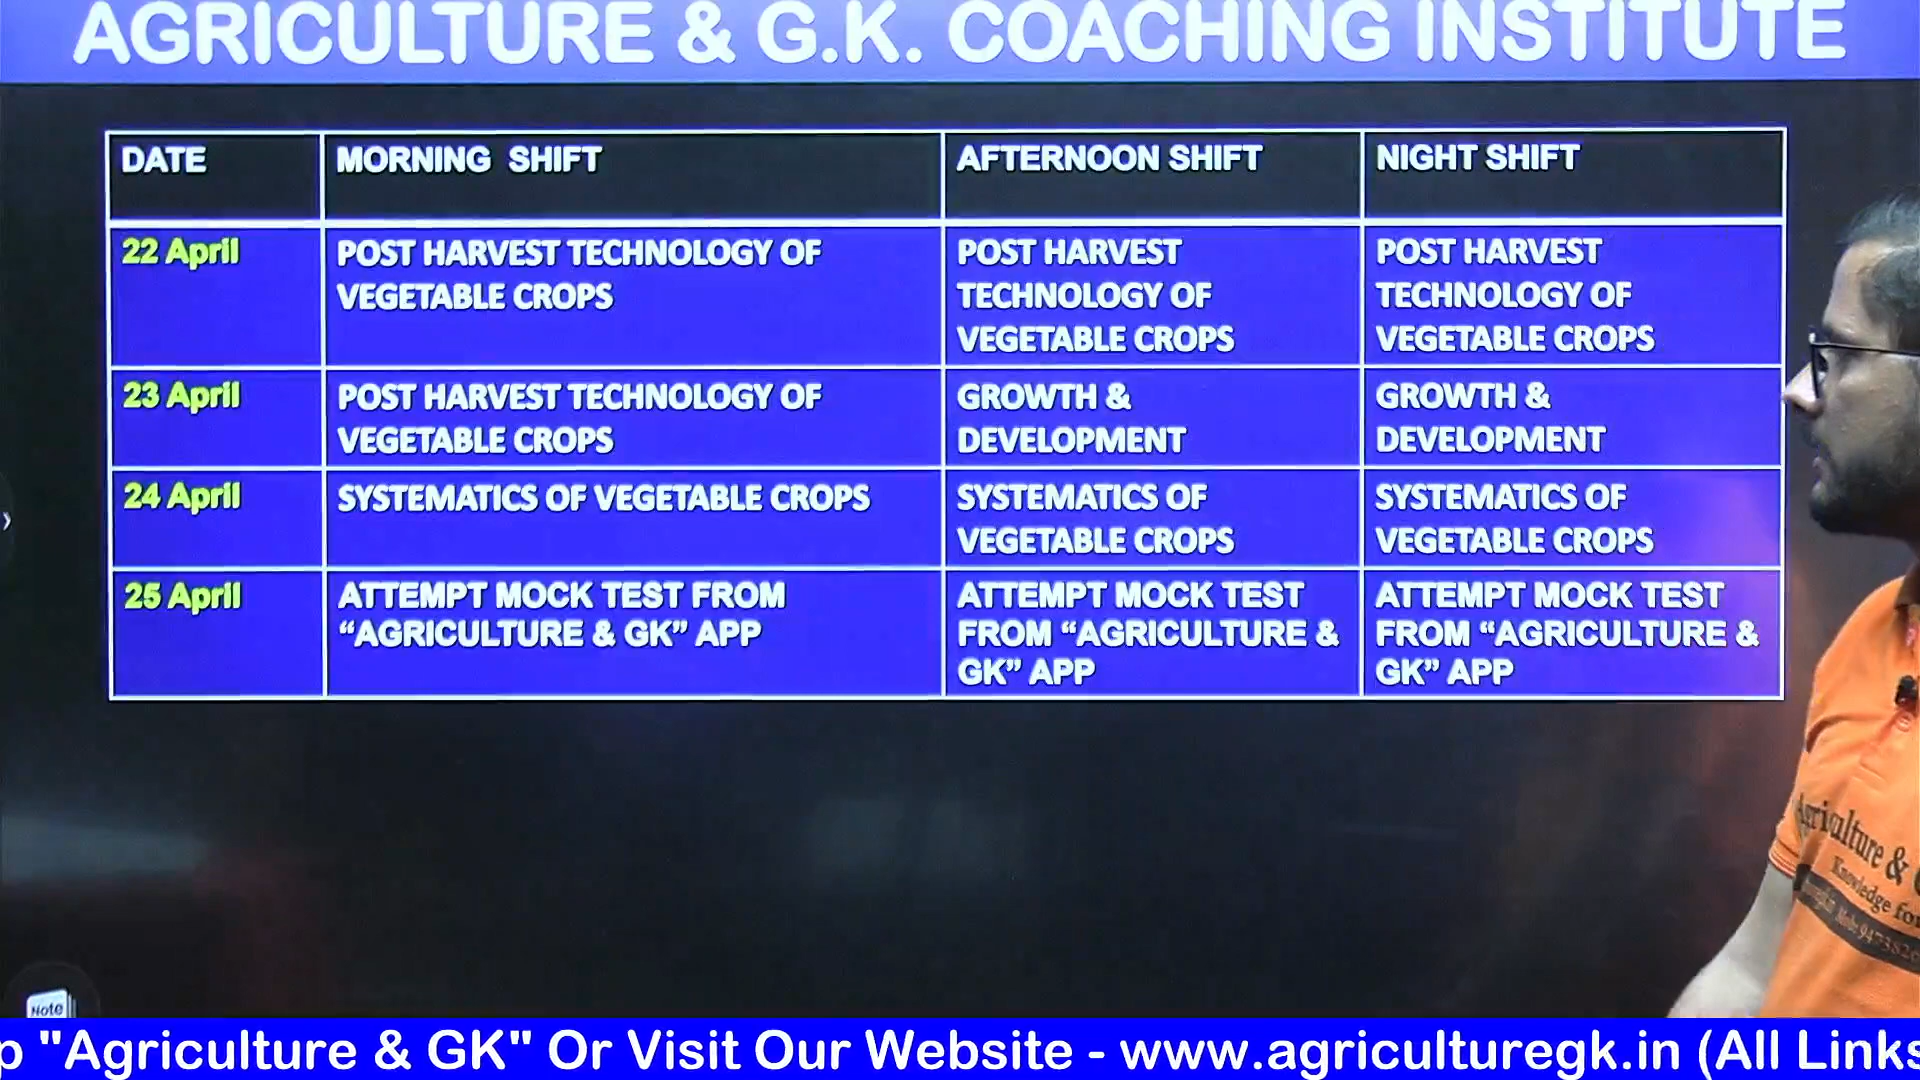 AGRICULTURE & G.K. COACHING INSTITUTE
DATE
MORNING SHIFT
AFTERNOON SHIFT
NIGHT SHIFT
22 April
POST HARVEST TECHNOLOGY OF
VEGETABLE CROPS
POST HARVEST
TECHNOLOGY OF
VEGETABLE CROPS
POST HARVEST
TECHNOLOGY OF
VEGETABLE CROPS
23 April
POST HARVEST TECHNOLOGY OF
VEGETABLE CROPS
GROWTH &
DEVELOPMENT
GROWTH &
DEVELOPMENT
24 April
SYSTEMATICS OF VEGETABLE CROPS
SYSTEMATICS OF
VEGETABLE CROPS
SYSTEMATICS OF
VEGETABLE CROPS
25 April
ATTEMPT MOCK TEST FROM
“AGRICULTURE & GK” APP
ATTEMPT MOCK TEST
FROM “AGRICULTURE &
GK” APP
ATTEMPT MOCK TEST
FROM “AGRICULTURE &
GK” APP
Agriculture &
Knowledge for
Note
p "Agriculture & GK" Or Visit Our Website - www.agriculturegk.in (All Links